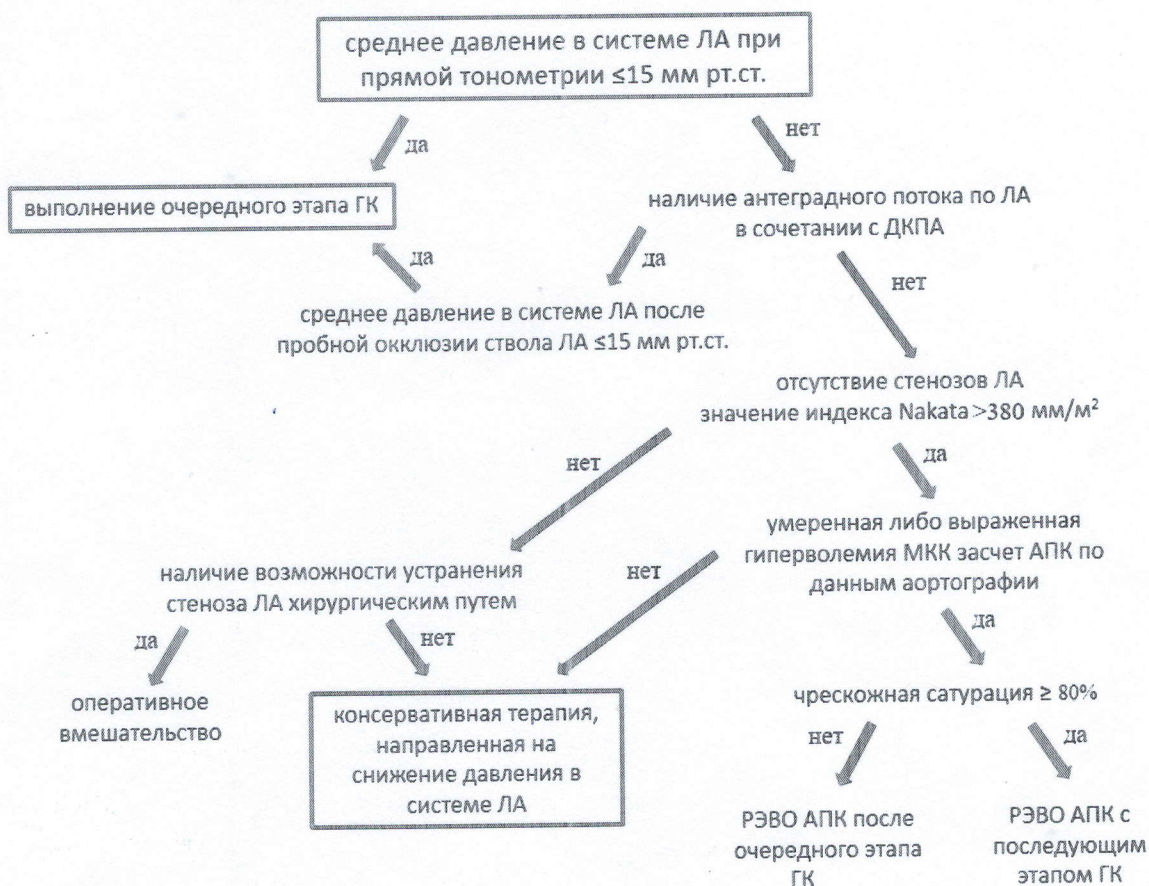 среднее давление в системе ЛА при
прямой тонометрии ≤15 мм рт.ст.
да
нет
выполнение очередного этапа ГК
наличие антеградного потока по ЛА
в сочетании с ДКПА
да
да
нет
среднее давление в системе ЛА после
пробной окклюзии ствола ЛА ≤15 мм рт.ст.
отсутствие стенозов ЛА
значение индекса Nakata >380 мм/м²
нет
да
умеренная либо выраженная
гиперволемия МКК засчет АПК по
данным аортографии
наличие возможности устранения
стеноза ЛА хирургическим путем
нет
да
нет
да
оперативное
вмешательство
консервативная терапия,
направленная на
снижение давления в
системе ЛА
чрескожная сатурация ≥ 80%
нет
да
РЭВО АПК после
очередного этапа
ГК
РЭВО АПК с
последующим
этапом ГК